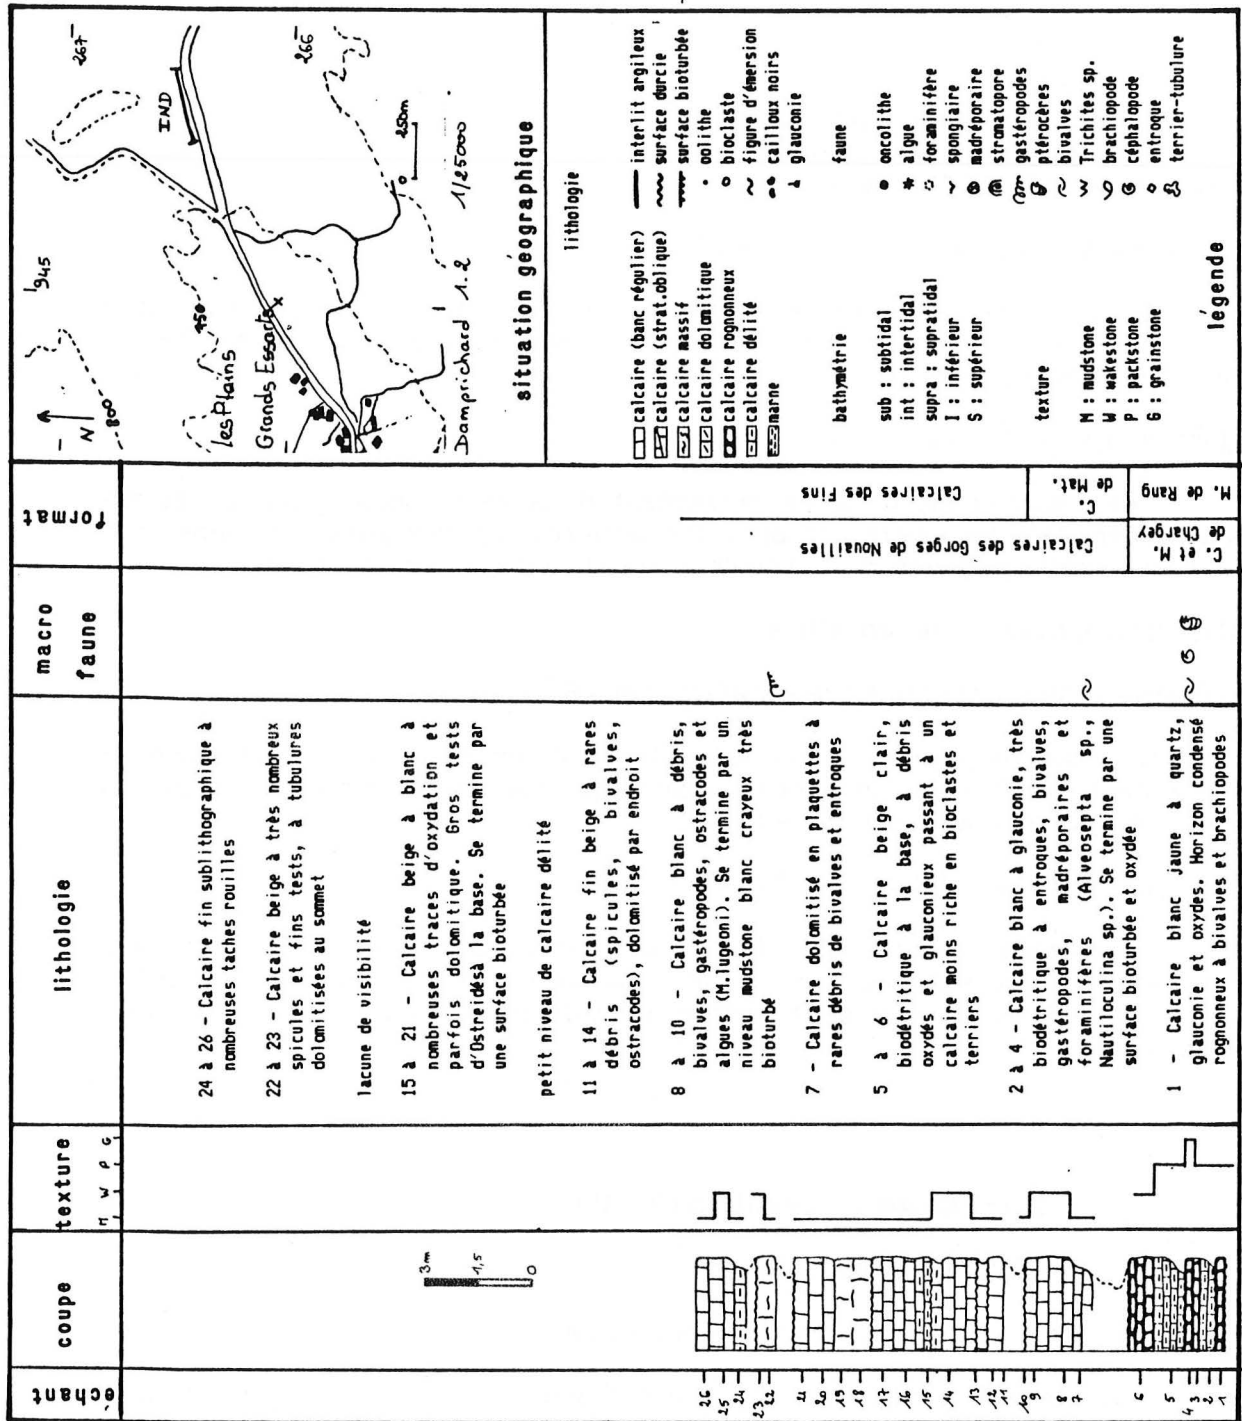 échant
coupe
texture
lithologie
macro
faune
format
M W P G
26
25
24
23
22
21
20
19
18
17
16
15
14
13
12
11
10
9
8
7
6
5
4
3
2
1
3m
1,5
0
24 à 26 - Calcaire fin sublithographique à
nombreuses taches rouilles
22 à 23 - Calcaire beige à très nombreux
spicules et fins tests, à tubulures
dolomitisées au sommet
lacune de visibilité
15 à 21 - Calcaire beige à blanc à
nombreuses traces d'oxydation et
parfois dolomitique. Gros tests
d'Ostreidésà la base. Se termine par
une surface bioturbée
petit niveau de calcaire délité
11 à 14 - Calcaire fin beige à rares
débris (spicules, bivalves,
ostracodes), dolomitisé par endroit
8 à 10 - Calcaire blanc à débris,
bivalves, gastéropodes, ostracodes et
algues (M.lugeoni). Se termine par un
niveau mudstone blanc crayeux très
bioturbé
7 - Calcaire dolomitisé en plaquettes à
rares débris de bivalves et entroques
5 à 6 - Calcaire beige clair,
biodétritique à la base, à débris
oxydés et glauconieux passant à un
calcaire moins riche en bioclastes et
terriers
2 à 4 - Calcaire blanc à glauconie, très
biodétritique à entroques, bivalves,
gastéropodes, madréporaires et
foraminifères (Alveosepta sp.,
Nautiloculina sp.). Se termine par une
surface bioturbée et oxydée
1 - Calcaire blanc jaune à quartz,
glauconie et oxydes. Horizon condensé
rognonneux à bivalves et brachiopodes
Calcaires des Gorges de Nouailles
C. et M.
de Chargey
Calcaires des Fins
C.
de Mat.
M. de Rang
N
800
945
267
266
750
IND
les Plains
Grands Essarts
250m
0
Damprichard 1.2 1/25000
situation géographique
lithologie
calcaire (banc régulier)
calcaire (strat.oblique)
calcaire massif
calcaire dolomitique
calcaire rognonneux
calcaire délité
marne
interlit argileux
surface durcie
surface bioturbée
oolithe
bioclaste
figure d'émersion
cailloux noirs
glauconie
bathymétrie
sub : subtidal
int : intertidal
supra : supratidal
I : inférieur
S : supérieur
texture
M : mudstone
W : wakestone
P : packstone
G : grainstone
faune
oncolithe
algue
foraminifère
spongiaire
madréporaire
stromatopore
gastéropodes
ptérocères
bivalves
Trichites sp.
brachiopode
céphalopode
entroque
terrier-tubulure
légende